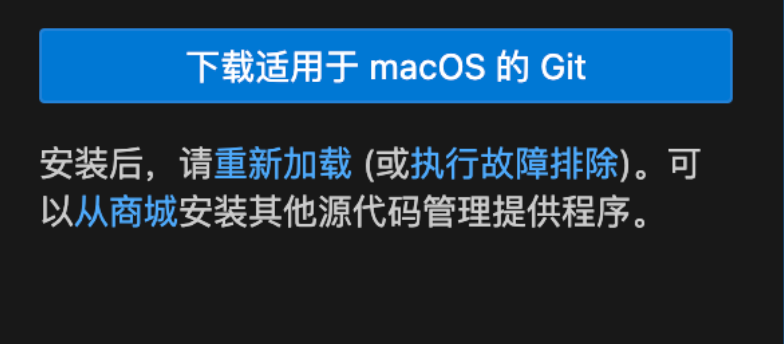 下载适用于 macOS 的 Git
安装后，请重新加载 (或执行故障排除)。可
以从商城安装其他源代码管理提供程序。